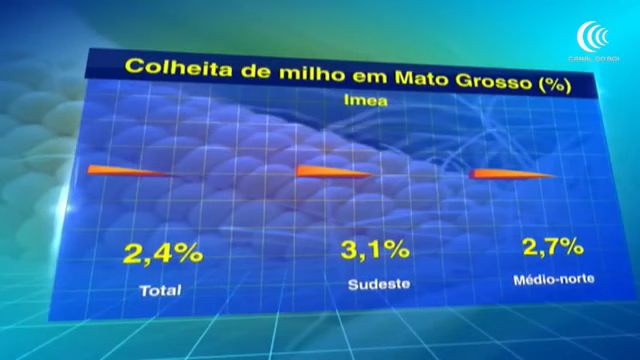 CANAL DO BOI
Colheita de milho em Mato Grosso (%)
Imea
2,4% 3,1% 2,7%
Total Sudeste Médio-norte